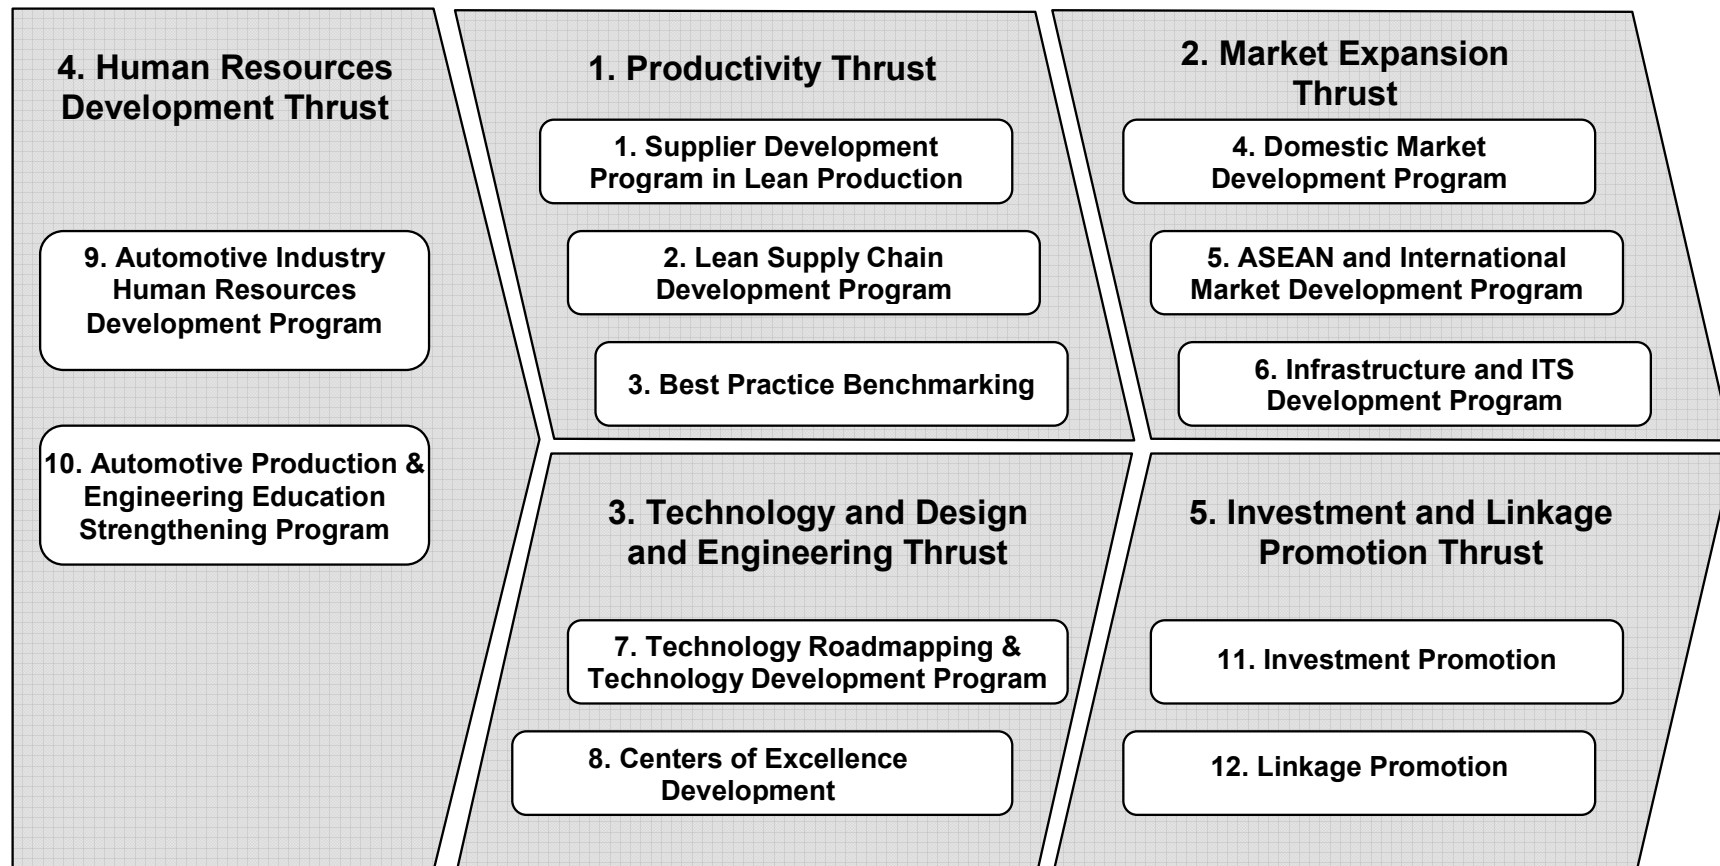 4. Human Resources
Development Thrust
9. Automotive Industry
Human Resources
Development Program
10. Automotive Production &
Engineering Education
Strengthening Program
1. Productivity Thrust
1. Supplier Development
Program in Lean Production
2. Lean Supply Chain
Development Program
3. Best Practice Benchmarking
2. Market Expansion
Thrust
4. Domestic Market
Development Program
5. ASEAN and International
Market Development Program
6. Infrastructure and ITS
Development Program
3. Technology and Design
and Engineering Thrust
7. Technology Roadmapping &
Technology Development Program
8. Centers of Excellence
Development
5. Investment and Linkage
Promotion Thrust
11. Investment Promotion
12. Linkage Promotion